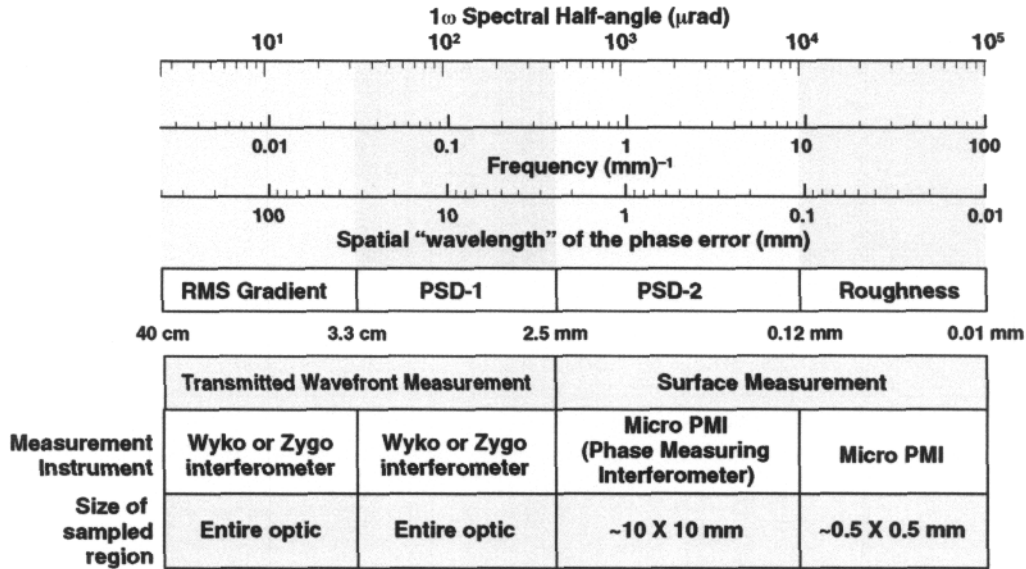 1ω Spectral Half-angle (μrad)
10¹ 10² 10³ 10⁴ 10⁵
0.01 0.1 1 10 100
Frequency (mm)⁻¹
100 10 1 0.1 0.01
Spatial “wavelength” of the phase error (mm)
RMS Gradient PSD-1 PSD-2 Roughness
40 cm 3.3 cm 2.5 mm 0.12 mm 0.01 mm
Transmitted Wavefront Measurement Surface Measurement
Measurement
Instrument
Wyko or Zygo
interferometer
Wyko or Zygo
interferometer
Micro PMI
(Phase Measuring
Interferometer)
Micro PMI
Size of
sampled
region
Entire optic Entire optic ~10 X 10 mm ~0.5 X 0.5 mm